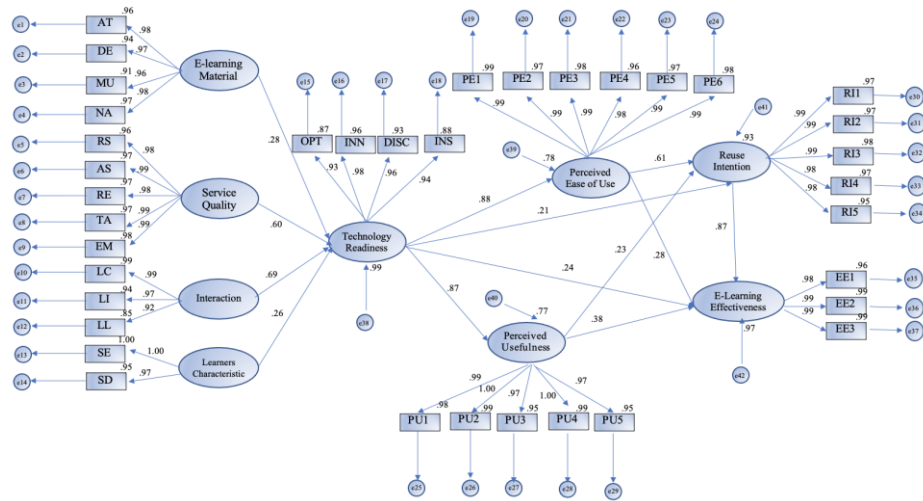 e1
.96
AT
.98
e2
.94
DE
.97
e3
.91
MU
.96
e4
.97
NA
.98
E-learning
Material
.28
e5
.96
RS
.98
e6
.97
AS
.99
e7
.97
RE
.98
e8
.97
TA
.99
e9
.98
EM
.99
Service
Quality
.60
e10
.99
LC
.99
e11
.94
LI
.97
e12
.85
LL
.92
Interaction
.69
e13
1.00
SE
1.00
e14
.95
SD
.97
Learners
Characteristic
.26
e15
e16
e17
e18
.87
.96
.93
.88
OPT
INN
DISC
INS
.93
.98
.96
.94
Technology
Readiness
.99
e38
.88
.21
.24
.87
e19
e20
e21
e22
e23
e24
PE1
.99
PE2
.97
PE3
.98
PE4
.96
PE5
.97
PE6
.98
.99
.99
.99
.98
.99
.99
e39
.78
Perceived
Ease of Use
.61
.28
e40
.77
Perceived
Usefulness
.23
.38
.99
1.00
.97
1.00
.97
.98
.99
.95
.99
.95
PU1
PU2
PU3
PU4
PU5
e25
e26
e27
e28
e29
e41
.93
Reuse
Intention
.87
.99
RI1
.97
e30
.99
RI2
.97
e31
.99
RI3
.98
e32
.98
RI4
.97
e33
.98
RI5
.95
e34
E-Learning
Effectiveness
.97
e42
.98
EE1
.96
e35
.99
EE2
.99
e36
.99
EE3
.99
e37